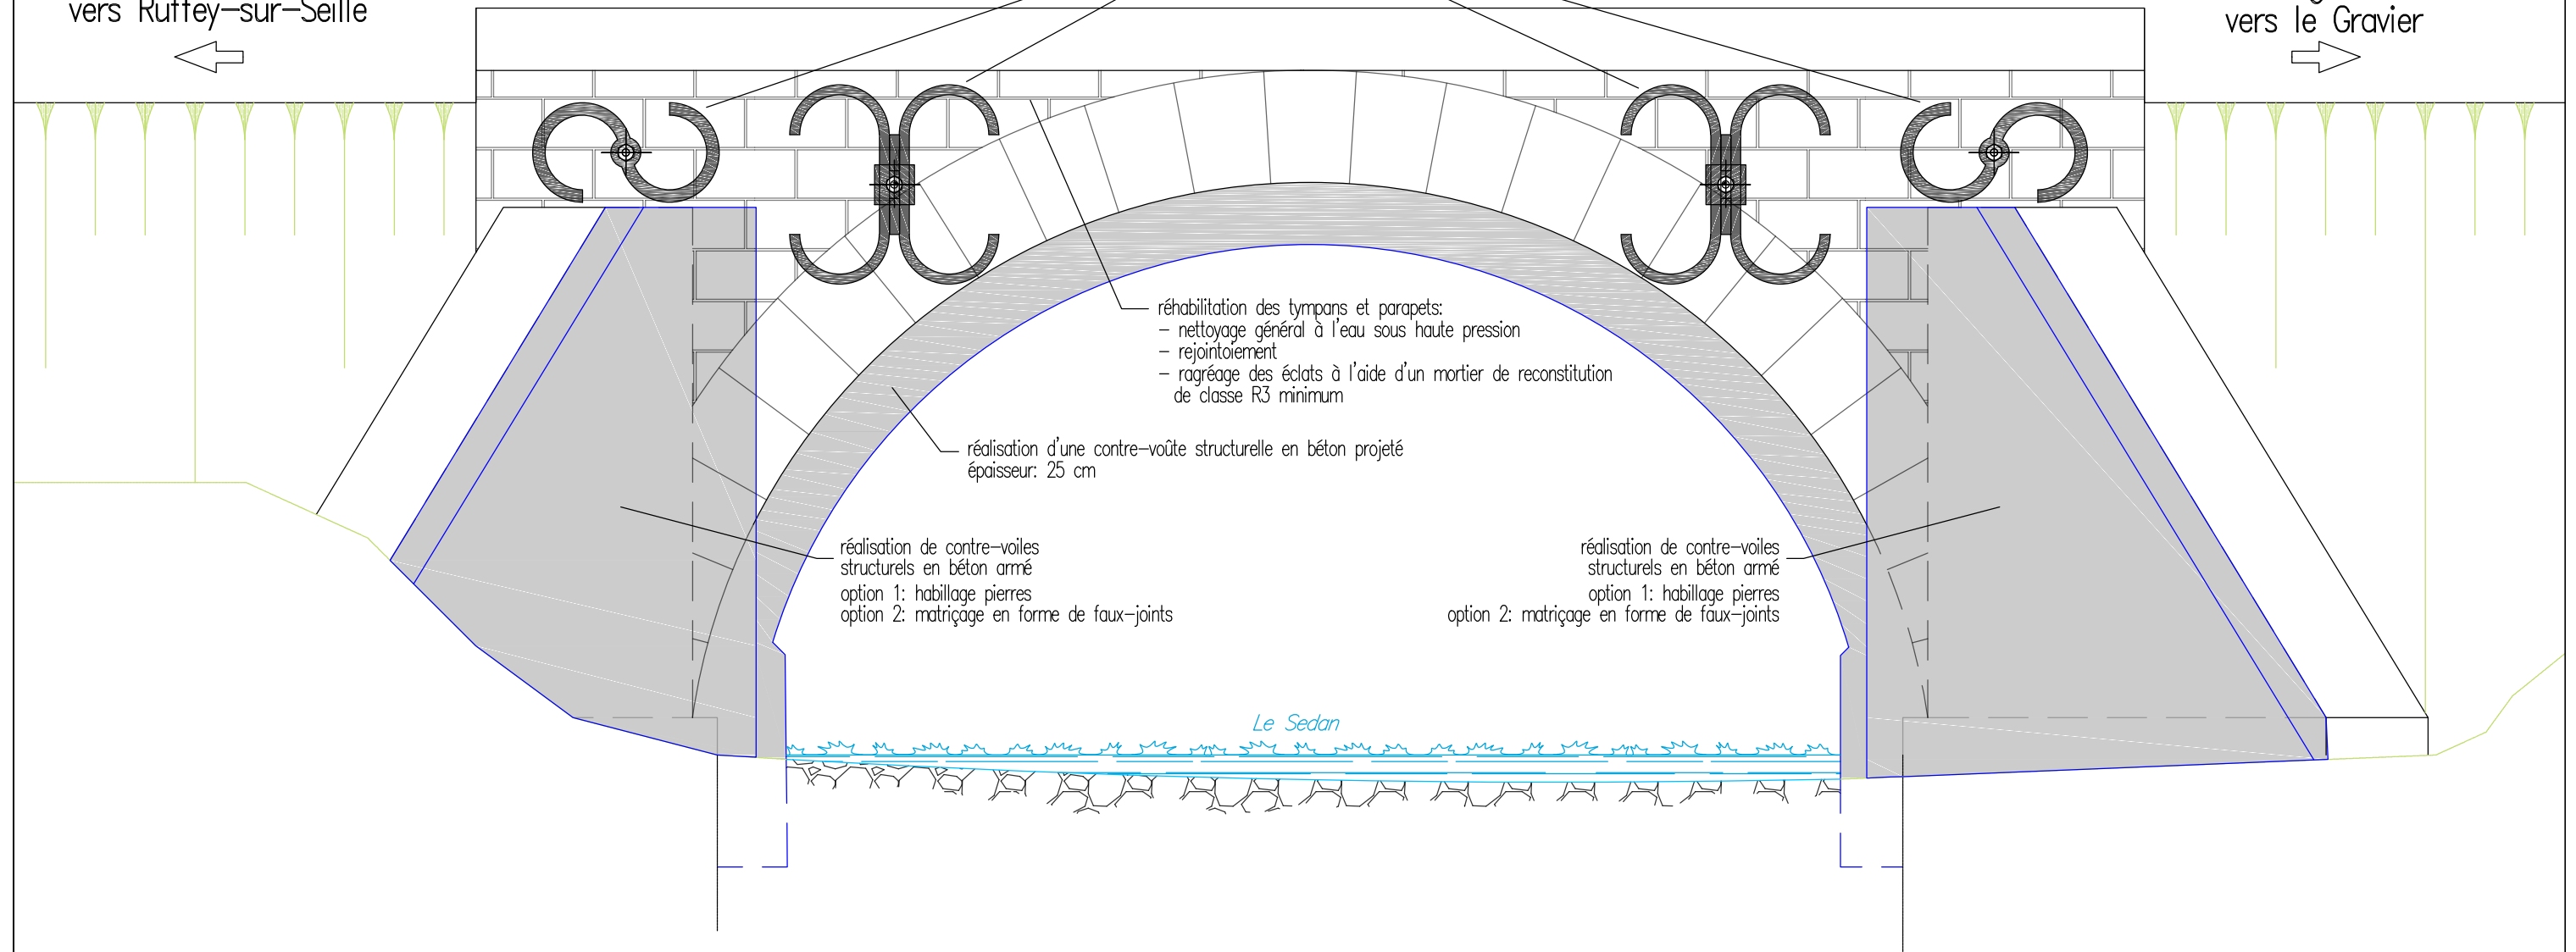 vers Ruffey-sur-Seille
vers le Gravier
réhabilitation des tympans et parapets:
- nettoyage général à l'eau sous haute pression
- rejointoiement
- ragréage des éclats à l'aide d'un mortier de reconstitution
de classe R3 minimum
réalisation d'une contre-voûte structurelle en béton projeté
épaisseur: 25 cm
réalisation de contre-voiles
structurels en béton armé
option 1: habillage pierres
option 2: matriçage en forme de faux-joints
réalisation de contre-voiles
structurels en béton armé
option 1: habillage pierres
option 2: matriçage en forme de faux-joints
Le Sedan